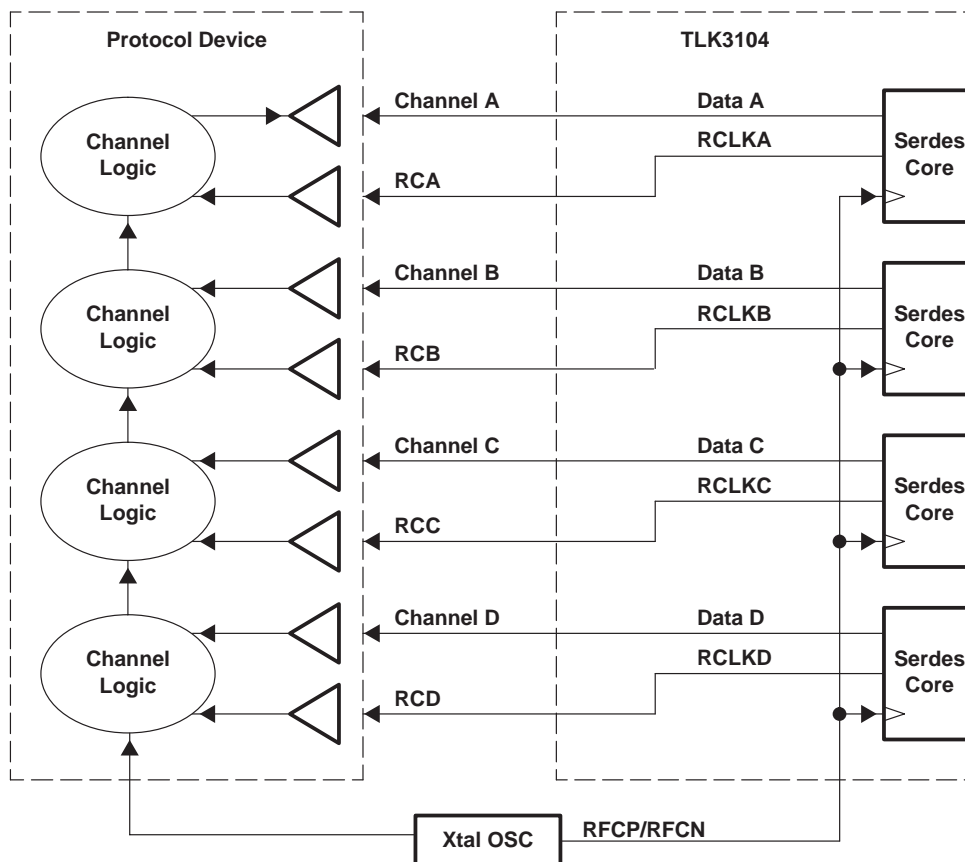 Protocol Device
TLK3104
Channel A
Data A
Channel
Logic
RCLKA
Serdes
Core
RCA
Channel B
Data B
Channel
Logic
RCLKB
Serdes
Core
RCB
Channel C
Data C
Channel
Logic
RCLKC
Serdes
Core
RCC
Channel D
Data D
Channel
Logic
RCLKD
Serdes
Core
RCD
Xtal OSC
RFCP/RFCN